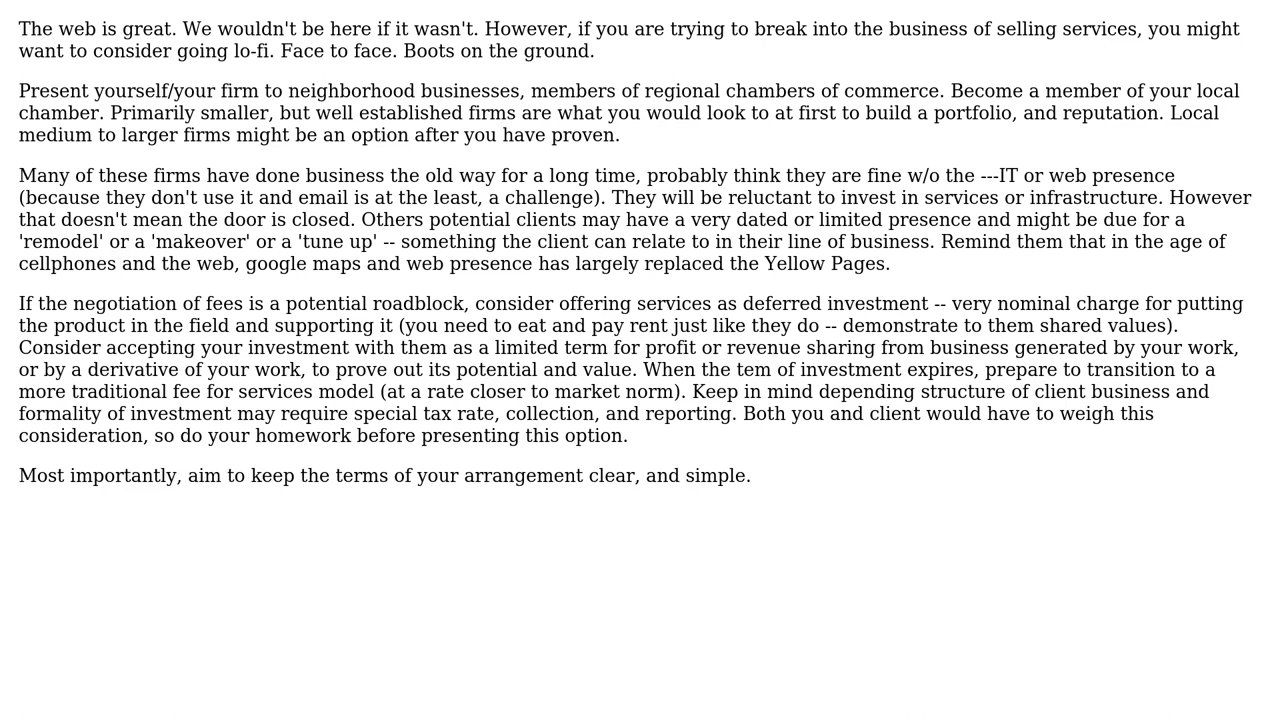 The web is great. We wouldn't be here if it wasn't. However, if you are trying to break into the business of selling services, you might
want to consider going lo-fi. Face to face. Boots on the ground.
Present yourself/your firm to neighborhood businesses, members of regional chambers of commerce. Become a member of your local
chamber. Primarily smaller, but well established firms are what you would look to at first to build a portfolio, and reputation. Local
medium to larger firms might be an option after you have proven.
Many of these firms have done business the old way for a long time, probably think they are fine w/o the ---IT or web presence
(because they don't use it and email is at the least, a challenge). They will be reluctant to invest in services or infrastructure. However
that doesn't mean the door is closed. Others potential clients may have a very dated or limited presence and might be due for a
'remodel' or a 'makeover' or a 'tune up' -- something the client can relate to in their line of business. Remind them that in the age of
cellphones and the web, google maps and web presence has largely replaced the Yellow Pages.
If the negotiation of fees is a potential roadblock, consider offering services as deferred investment -- very nominal charge for putting
the product in the field and supporting it (you need to eat and pay rent just like they do -- demonstrate to them shared values).
Consider accepting your investment with them as a limited term for profit or revenue sharing from business generated by your work,
or by a derivative of your work, to prove out its potential and value. When the tem of investment expires, prepare to transition to a
more traditional fee for services model (at a rate closer to market norm). Keep in mind depending structure of client business and
formality of investment may require special tax rate, collection, and reporting. Both you and client would have to weigh this
consideration, so do your homework before presenting this option.
Most importantly, aim to keep the terms of your arrangement clear, and simple.